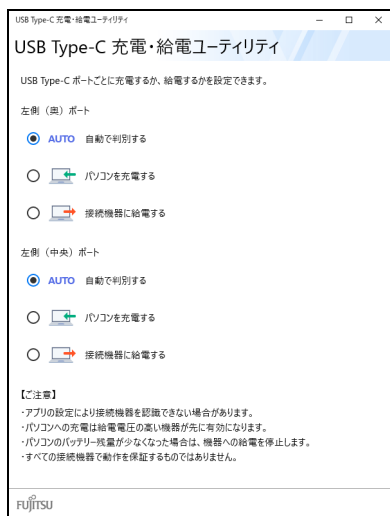 USB Type-C 充電・給電ユーティリティ
USB Type-C 充電・給電ユーティリティ
USB Type-C ポートごとに充電するか、給電するかを設定できます。
左側（奥）ポート
AUTO 自動で判別する
パソコンを充電する
接続機器に給電する
左側（中央）ポート
AUTO 自動で判別する
パソコンを充電する
接続機器に給電する
【ご注意】
・アプリの設定により接続機器を認識できない場合があります。
・パソコンへの充電は給電電圧の高い機器が先に有効になります。
・パソコンのバッテリー残量が少なくなった場合は、機器への給電を停止します。
・すべての接続機器で動作を保証するものではありません。
FUJITSU